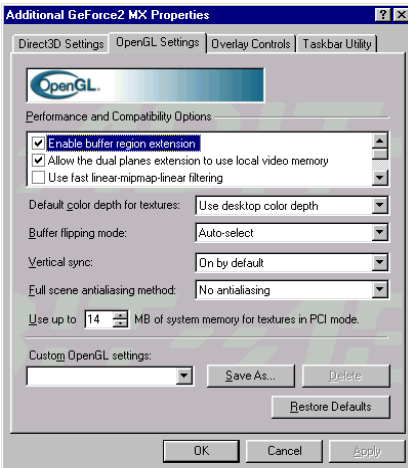 Additional GeForce2 MX Properties
Direct3D Settings OpenGL Settings Overlay Controls Taskbar Utility
OpenGL.
Performance and Compatibility Options
Enable buffer region extension
Allow the dual planes extension to use local video memory
Use fast linear-mipmap-linear filtering
Default color depth for textures: Use desktop color depth
Buffer flipping mode: Auto-select
Vertical sync: On by default
Full scene antialiasing method: No antialiasing
Use up to 14 MB of system memory for textures in PCI mode.
Custom OpenGL settings:
Save As... Delete
Restore Defaults
OK Cancel Apply